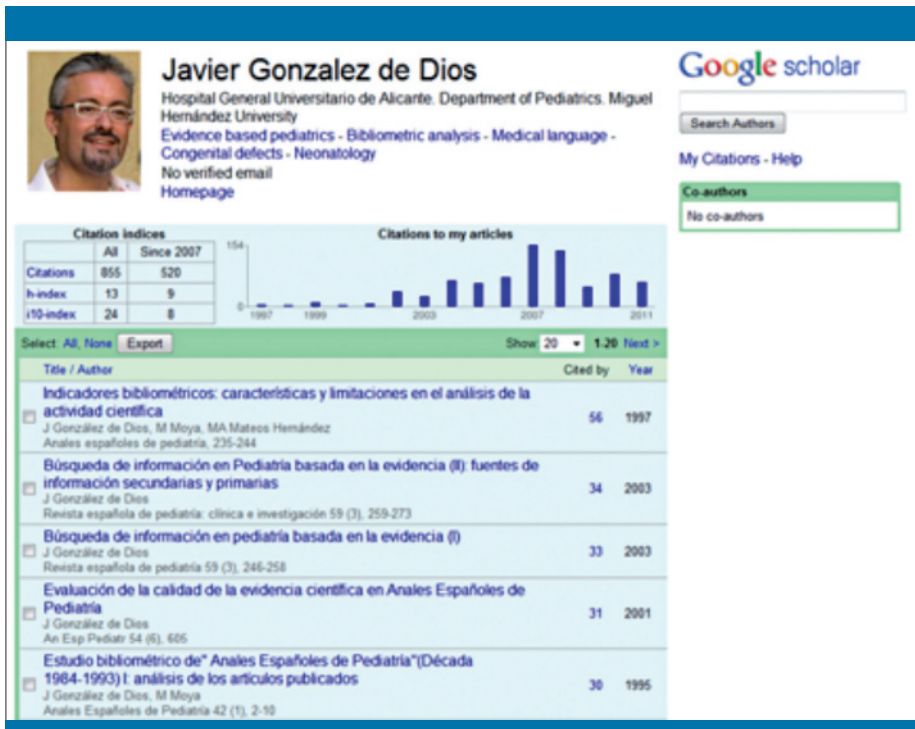 Javier Gonzalez de Dios
Hospital General Universitario de Alicante. Department of Pediatrics. Miguel
Hernández University
Evidence based pediatrics - Bibliometric analysis - Medical language -
Congenital defects - Neonatology
No verified email
Homepage
Google scholar
Search Authors
My Citations - Help
Co-authors
No co-authors
Citation indices
All Since 2007
Citations 855 520
h-index 13 9
i10-index 24 8
Citations to my articles
154
0
1997 1999 2003 2007 2011
Select: All, None Export Show 20 1-20 Next >
Title / Author Cited by Year
Indicadores bibliométricos: características y limitaciones en el análisis de la
actividad científica
J González de Dios, M Moya, MA Mateos Hernández
Anales españoles de pediatría, 235-244
56 1997
Búsqueda de información en Pediatría basada en la evidencia (II): fuentes de
información secundarias y primarias
J González de Dios
Revista española de pediatría: clínica e investigación 59 (3), 259-273
34 2003
Búsqueda de información en pediatría basada en la evidencia (I)
J González de Dios
Revista española de pediatría 59 (3), 246-258
33 2003
Evaluación de la calidad de la evidencia científica en Anales Españoles de
Pediatría
J González de Dios
An Esp Pediatr 54 (6), 605
31 2001
Estudio bibliométrico de" Anales Españoles de Pediatría"(Década
1984-1993) I: análisis de los artículos publicados
J González de Dios, M Moya
Anales Españoles de Pediatría 42 (1), 2-10
30 1995